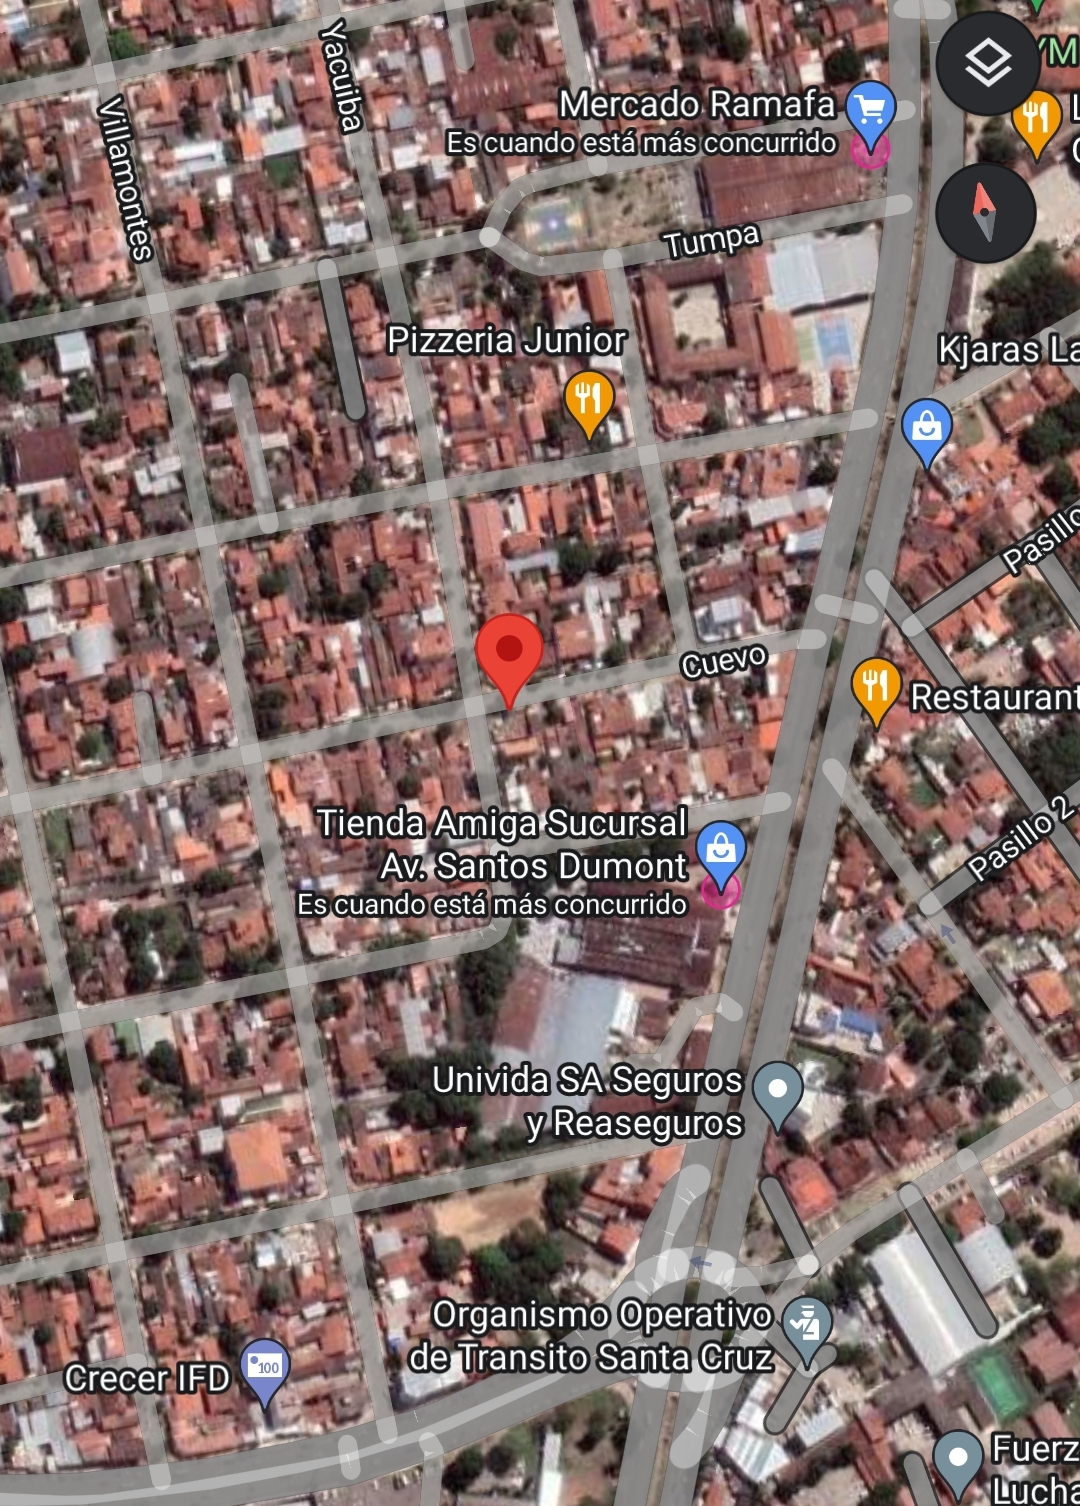 Yacuiba
Villamontes
Mercado Ramafa
Es cuando está más concurrido
Tumpa
Pizzeria Junior
Kjaras La
Pasillo
Cuevo
Restaurant
Tienda Amiga Sucursal
Av. Santos Dumont
Es cuando está más concurrido
Pasillo 2
Univida SA Seguros
y Reaseguros
Organismo Operativo
de Transito Santa Cruz
100
Crecer IFD
Fuerz
Lucha